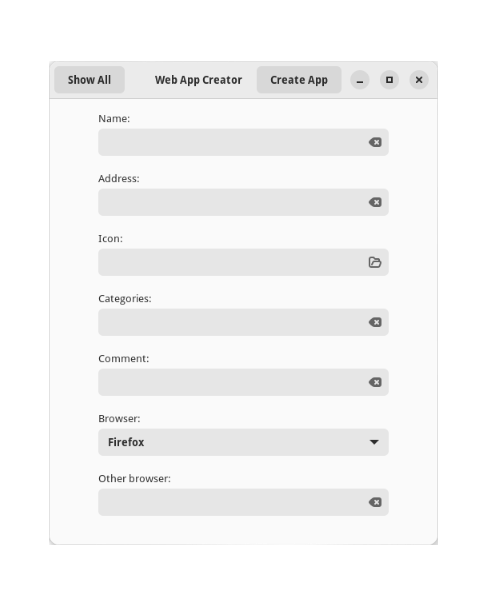 Show All Web App Creator Create App
Name:
Address:
Icon:
Categories:
Comment:
Browser:
Firefox
Other browser: